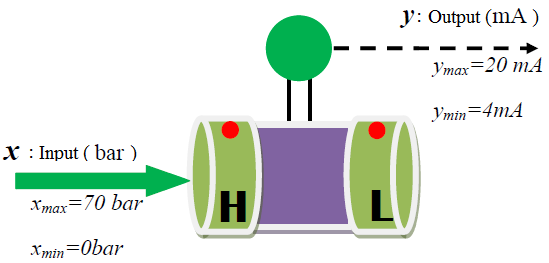 y: Output (mA )
ymax=20 mA
ymin=4mA
x : Input ( bar )
H L
xmax=70 bar
xmin=0bar